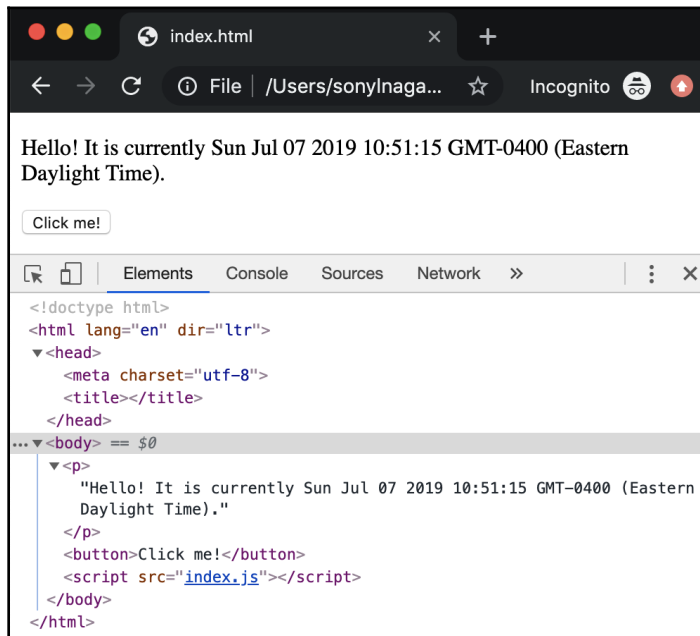 index.html
File /Users/sonylnaga... Incognito
Hello! It is currently Sun Jul 07 2019 10:51:15 GMT-0400 (Eastern
Daylight Time).
Click me!
Elements Console Sources Network »
<!doctype html>
<html lang="en" dir="ltr">
<head>
<meta charset="utf-8">
<title></title>
</head>
... <body> == $0
<p>
"Hello! It is currently Sun Jul 07 2019 10:51:15 GMT-0400 (Eastern
Daylight Time)."
</p>
<button>Click me!</button>
<script src="index.js"></script>
</body>
</html>